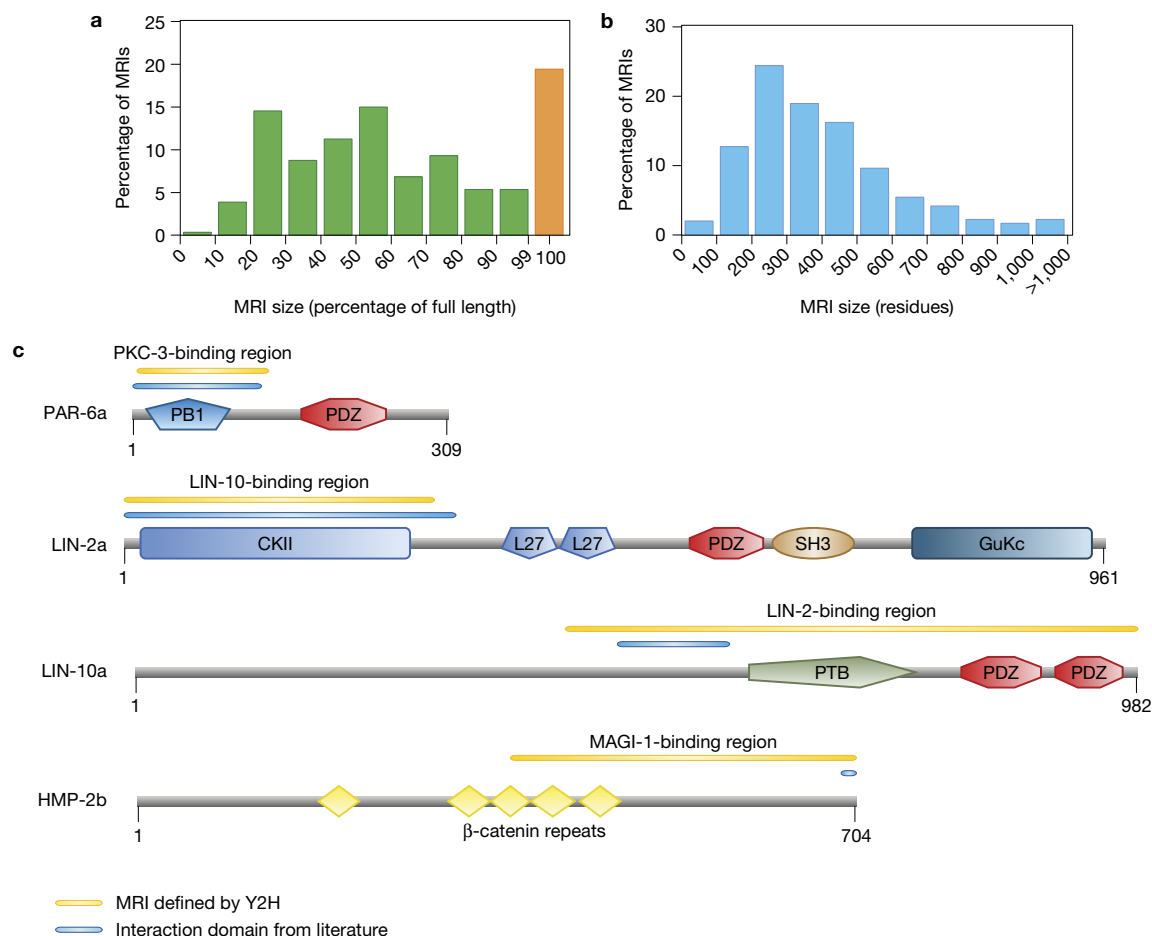 a
25
20
15
10
5
0
Percentage of MRIs
0 10 20 30 40 50 60 70 80 90 99 100
MRI size (percentage of full length)
b
30
20
10
0
Percentage of MRIs
0 100 200 300 400 500 600 700 800 900 1,000 >1,000
MRI size (residues)
c
PKC-3-binding region
PAR-6a PB1 PDZ
1 309
LIN-10-binding region
LIN-2a CKII L27 L27 PDZ SH3 GuKc
1 961
LIN-2-binding region
LIN-10a PTB PDZ PDZ
1 982
MAGI-1-binding region
HMP-2b
1 β-catenin repeats 704
MRI defined by Y2H
Interaction domain from literature